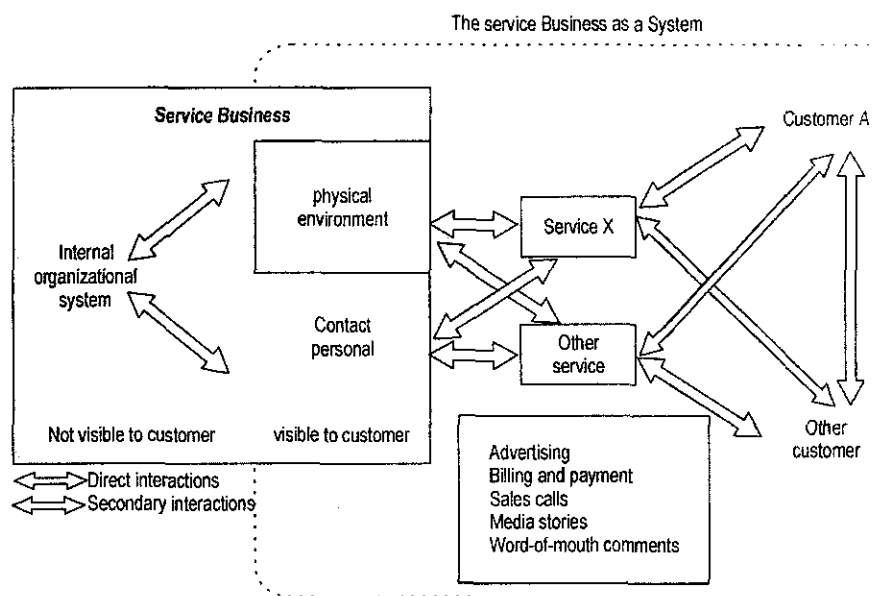 The service Business as a System
Service Business
physical
environment
Internal
organizational
system
Contact
personal
Not visible to customer
visible to customer
Service X
Other
service
Customer A
Other
customer
Advertising
Billing and payment
Sales calls
Media stories
Word-of-mouth comments
Direct interactions
Secondary interactions